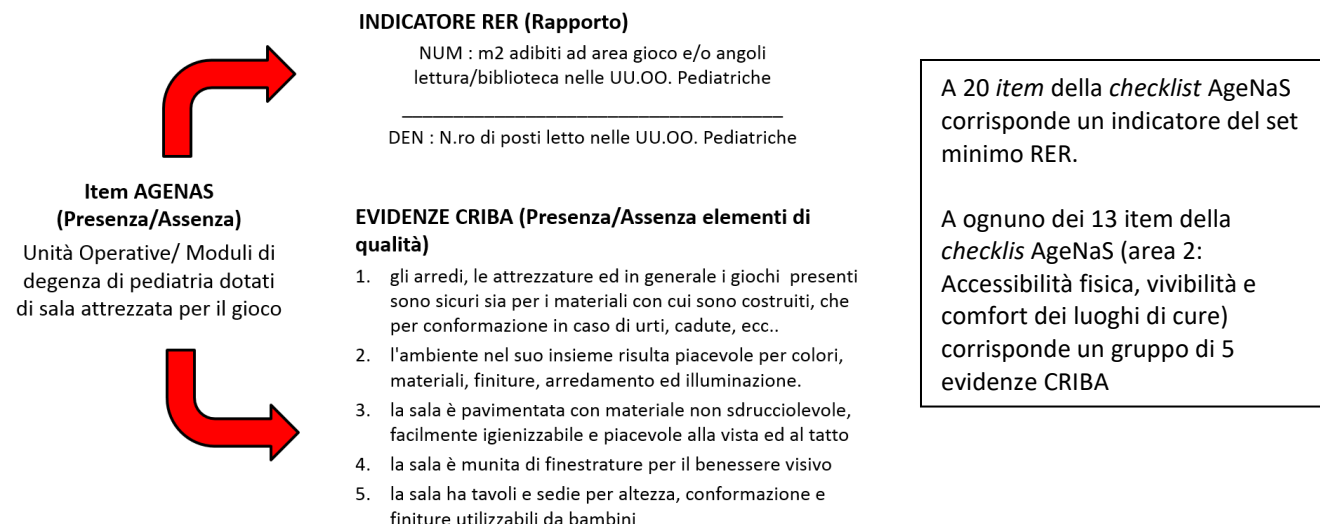 INDICATORE RER (Rapporto)
NUM : m2 adibiti ad area gioco e/o angoli
lettura/biblioteca nelle UU.OO. Pediatriche
DEN : N.ro di posti letto nelle UU.OO. Pediatriche
Item AGENAS
(Presenza/Assenza)
Unità Operative/ Moduli di
degenza di pediatria dotati
di sala attrezzata per il gioco
EVIDENZE CRIBA (Presenza/Assenza elementi di
qualità)
1. gli arredi, le attrezzature ed in generale i giochi presenti
sono sicuri sia per i materiali con cui sono costruiti, che
per conformazione in caso di urti, cadute, ecc..
2. l'ambiente nel suo insieme risulta piacevole per colori,
materiali, finiture, arredamento ed illuminazione.
3. la sala è pavimentata con materiale non sdrucciolevole,
facilmente igienizzabile e piacevole alla vista ed al tatto
4. la sala è munita di finestrature per il benessere visivo
5. la sala ha tavoli e sedie per altezza, conformazione e
finiture utilizzabili da bambini
A 20 item della checklist AgeNaS
corrisponde un indicatore del set
minimo RER.
A ognuno dei 13 item della
checklis AgeNaS (area 2:
Accessibilità fisica, vivibilità e
comfort dei luoghi di cure)
corrisponde un gruppo di 5
evidenze CRIBA